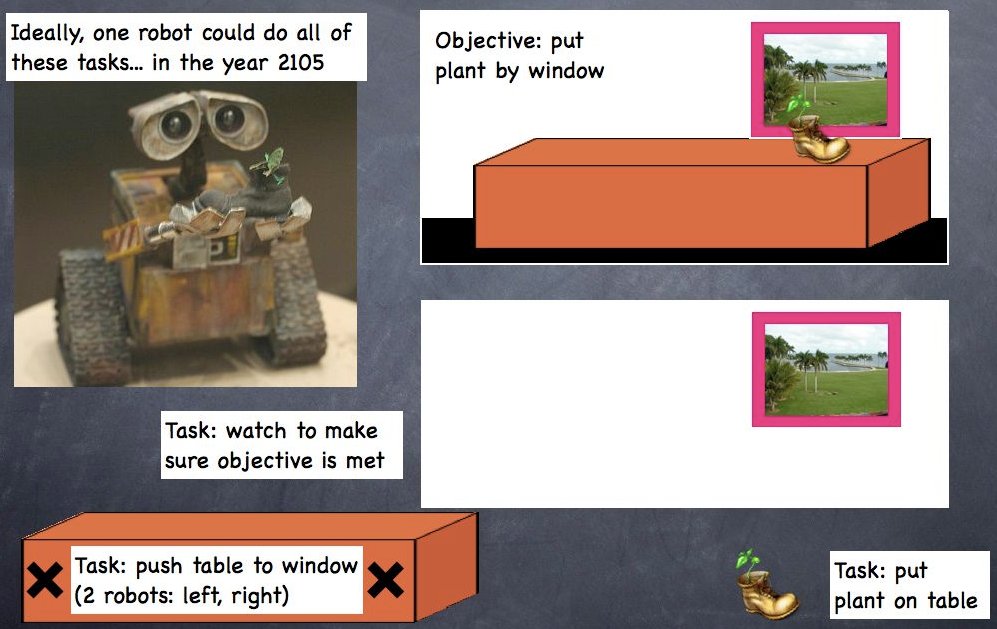 Ideally, one robot could do all of
these tasks... in the year 2105
Objective: put
plant by window
Task: watch to make
sure objective is met
Task: push table to window
(2 robots: left, right)
Task: put
plant on table